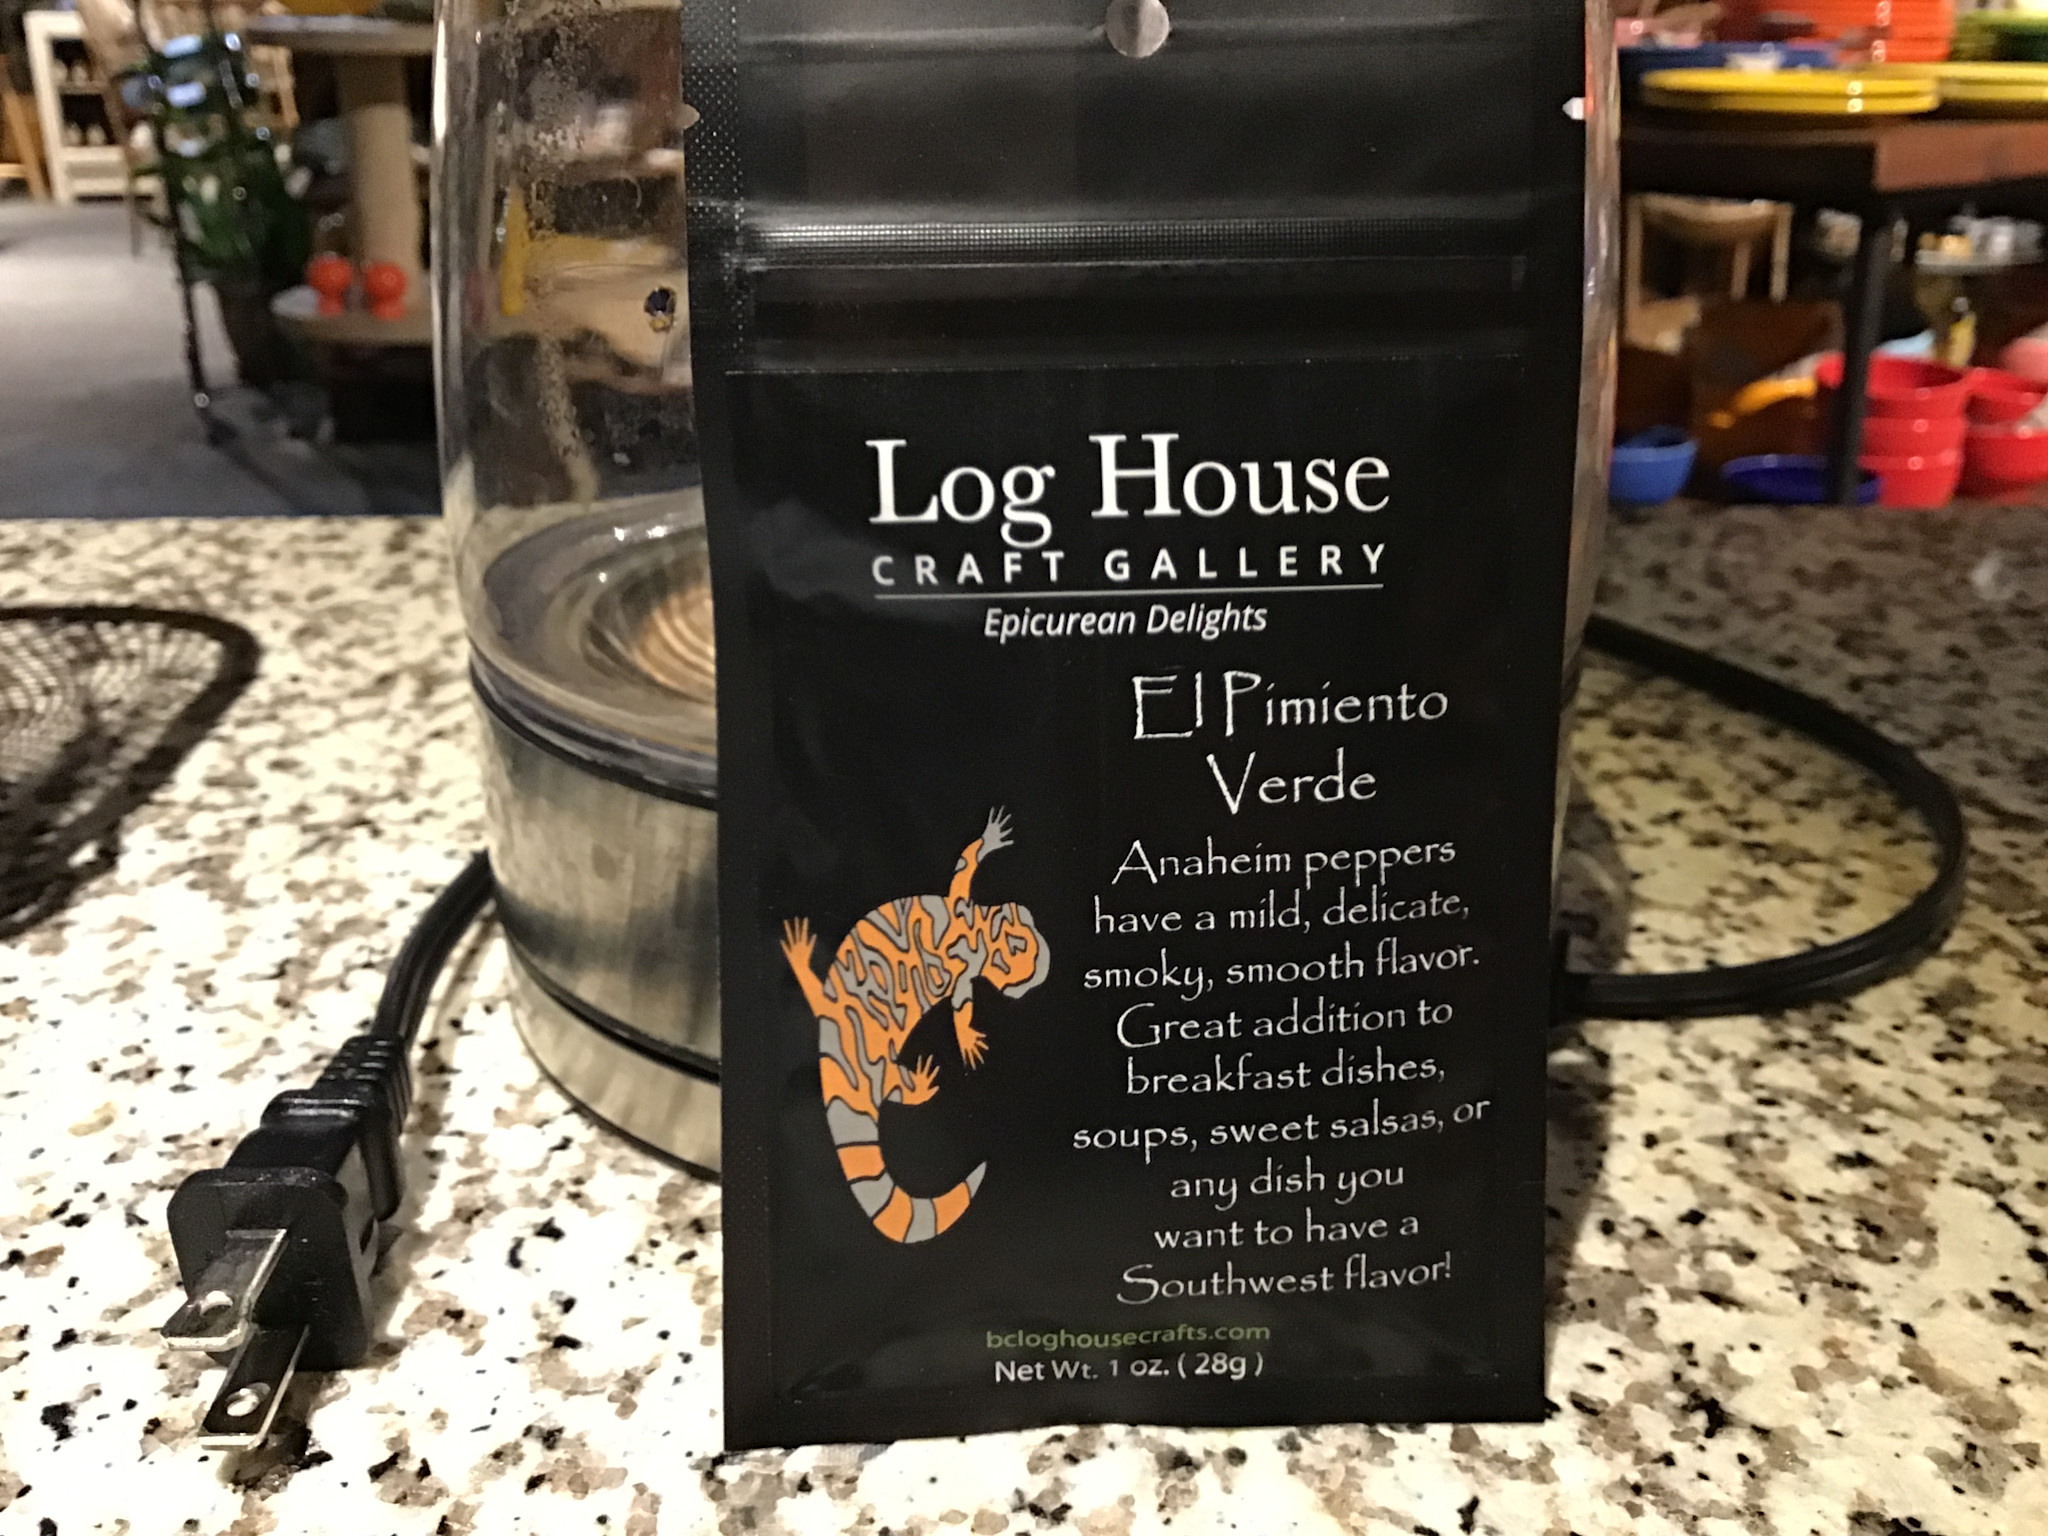 Log House
CRAFT GALLERY
Epicurean Delights
El Pimiento
Verde
Anaheim peppers
have a mild, delicate,
smoky, smooth flavor.
Great addition to
breakfast dishes,
soups, sweet salsas, or
any dish you
want to have a
Southwest flavor!
bcloghousecrafts.com
Net Wt. 1 oz. ( 28g )